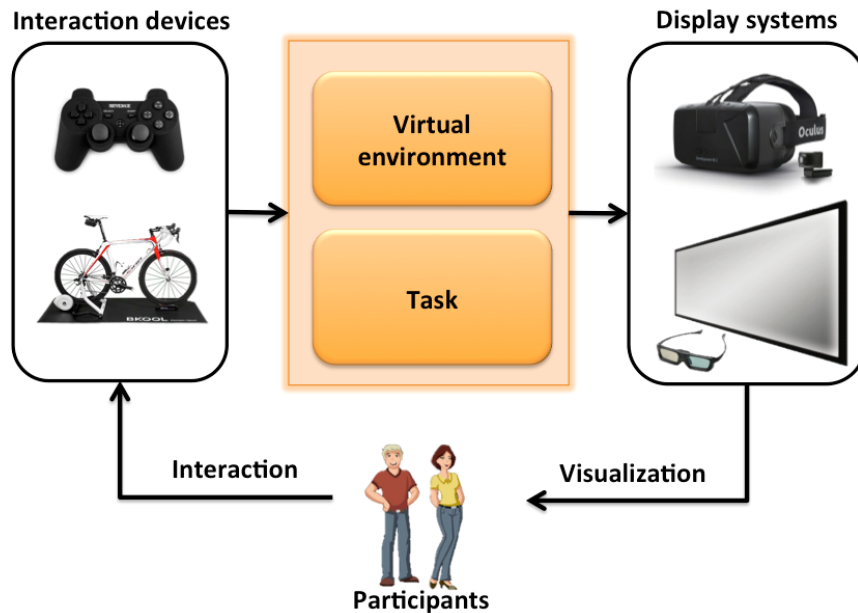 Interaction devices
Display systems
Virtual
environment
Oculus
Task
BKOOL
Interaction
Visualization
Participants